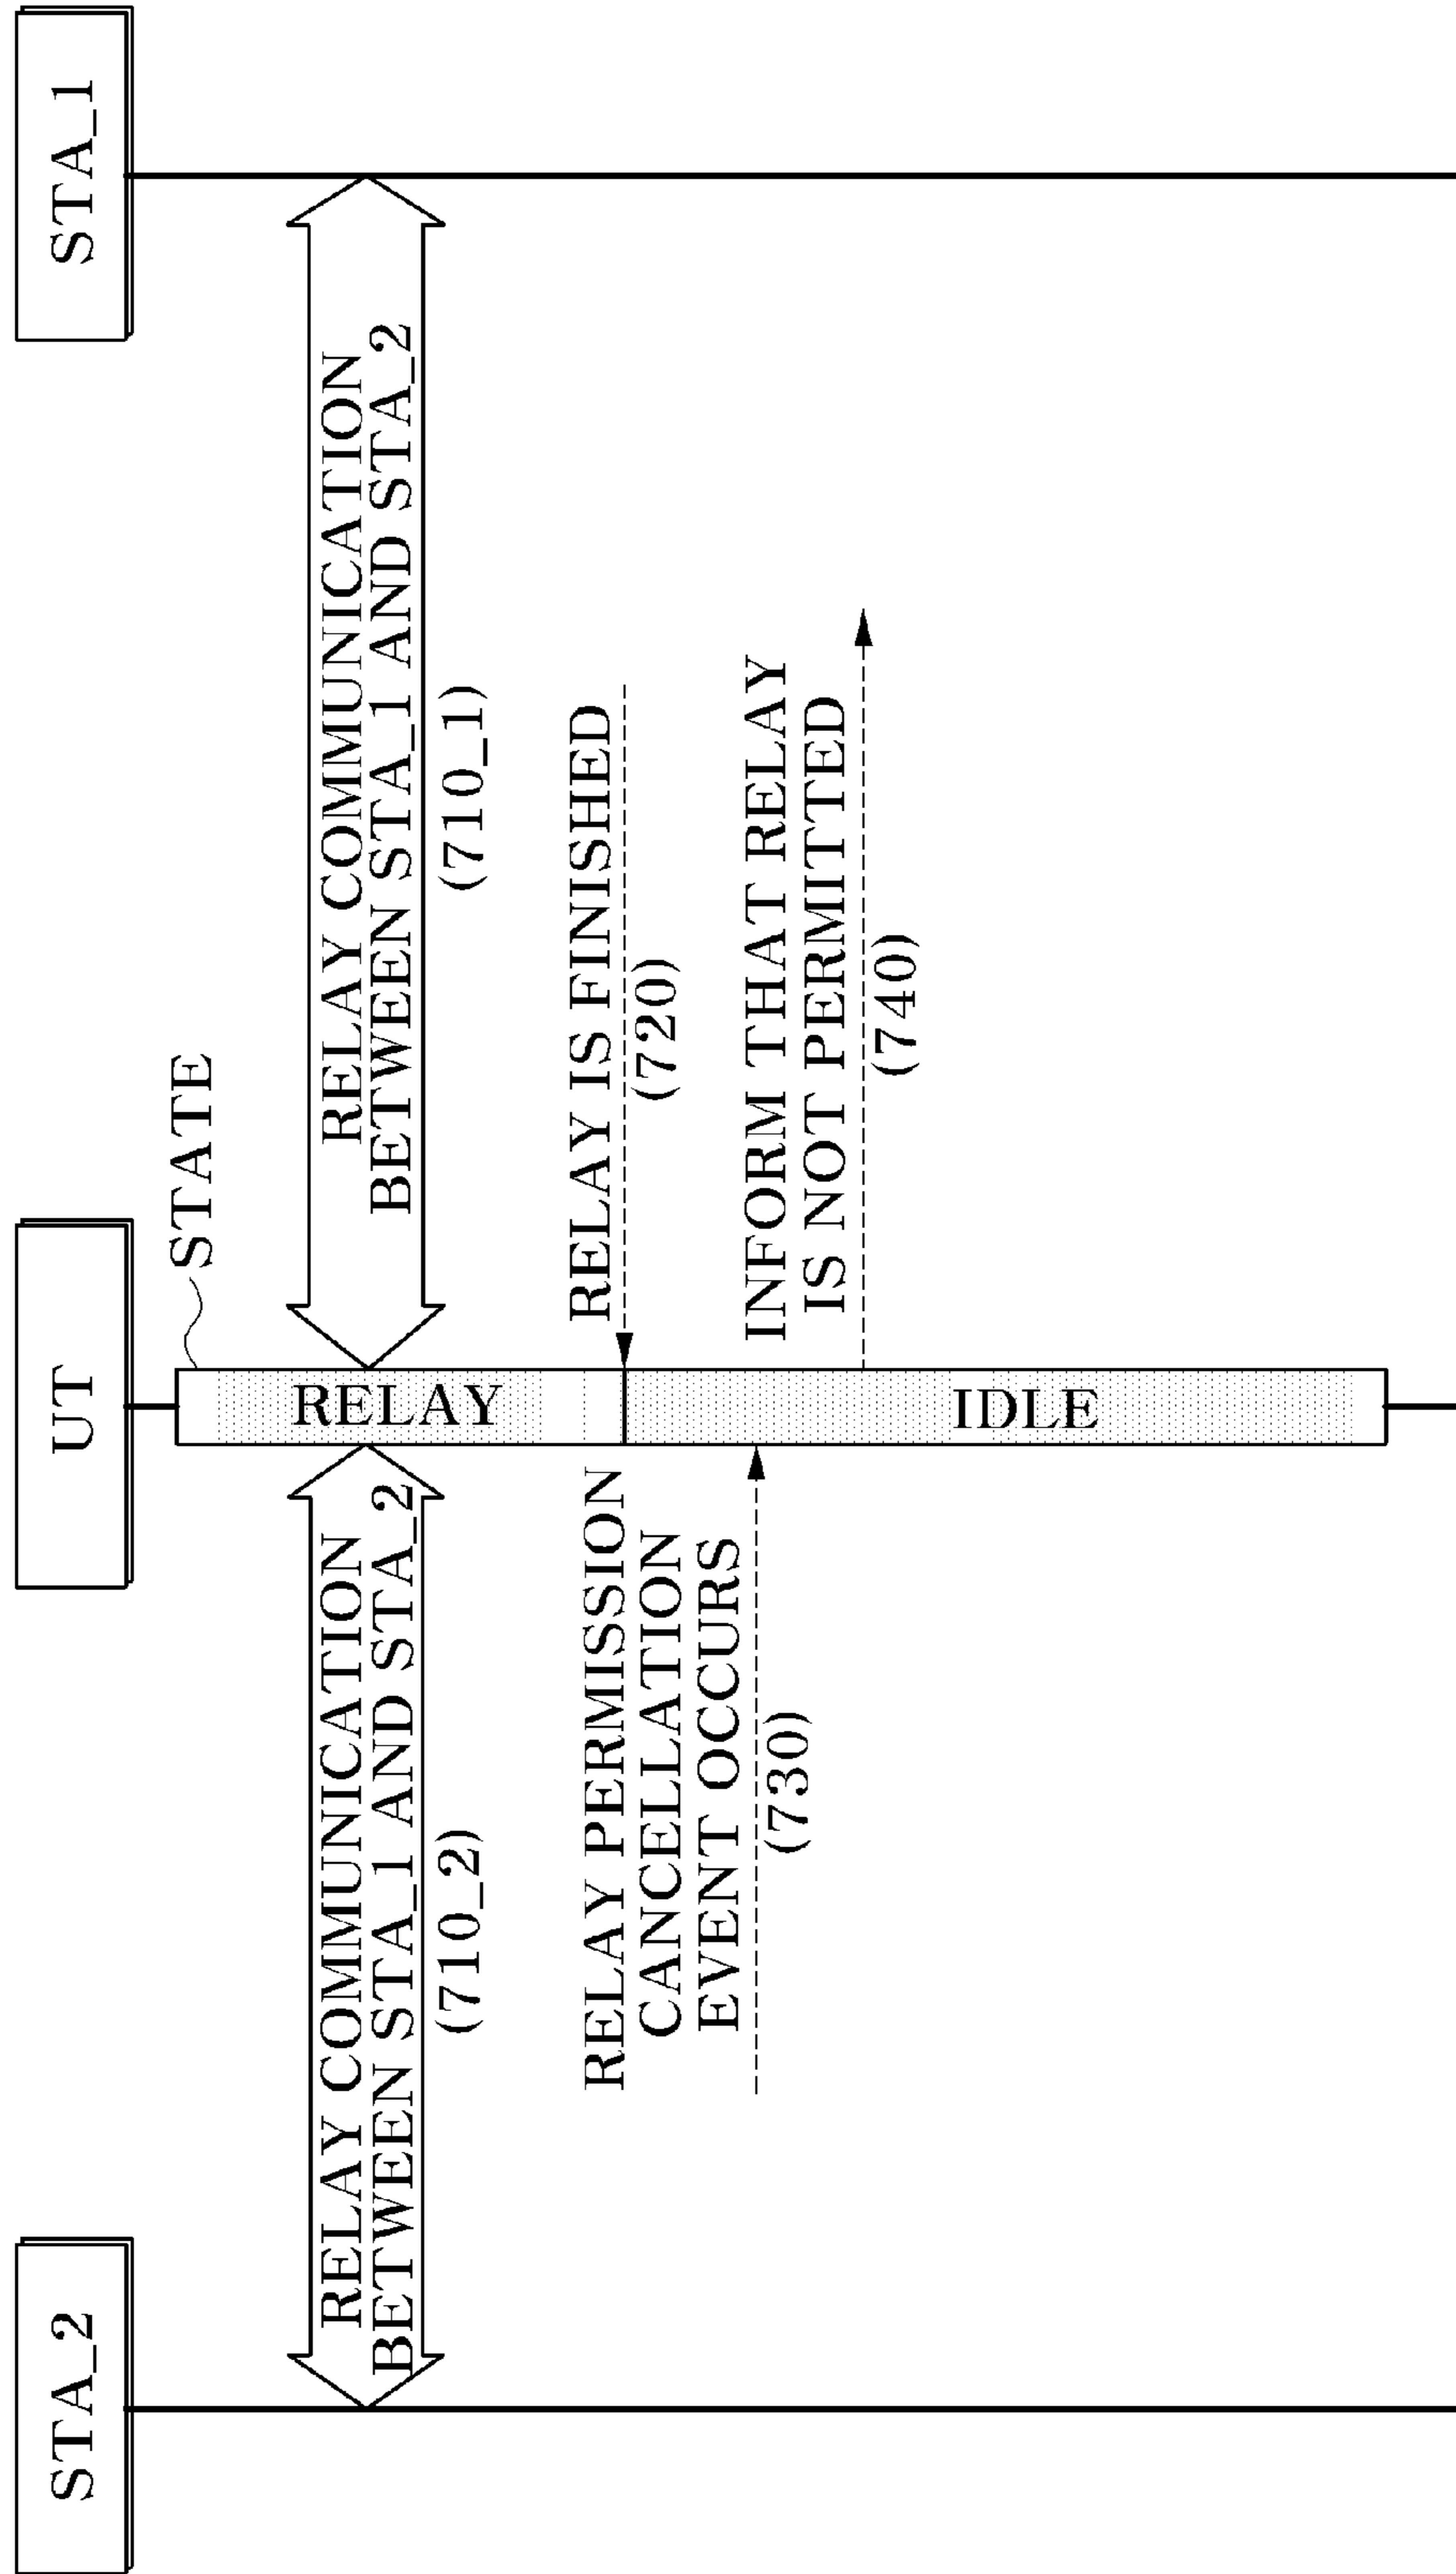 STA_2
UT
STA_1
STATE
RELAY COMMUNICATION
BETWEEN STA_1 AND STA_2
(710_2)
RELAY COMMUNICATION
BETWEEN STA_1 AND STA_2
(710_1)
RELAY
RELAY IS FINISHED
(720)
RELAY PERMISSION
CANCELLATION
EVENT OCCURS
(730)
INFORM THAT RELAY
IS NOT PERMITTED
(740)
IDLE